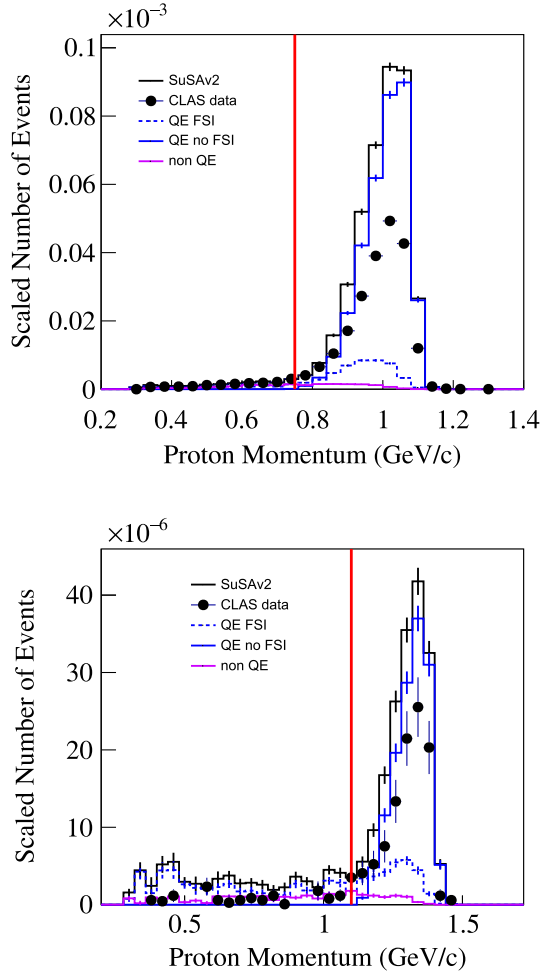 ×10⁻³
0.1
0.08
0.06
0.04
0.02
0
Scaled Number of Events
SuSAv2
CLAS data
QE FSI
QE no FSI
non QE
0.2 0.4 0.6 0.8 1 1.2 1.4
Proton Momentum (GeV/c)
×10⁻⁶
40
30
20
10
0
Scaled Number of Events
SuSAv2
CLAS data
QE FSI
QE no FSI
non QE
0.5 1 1.5
Proton Momentum (GeV/c)